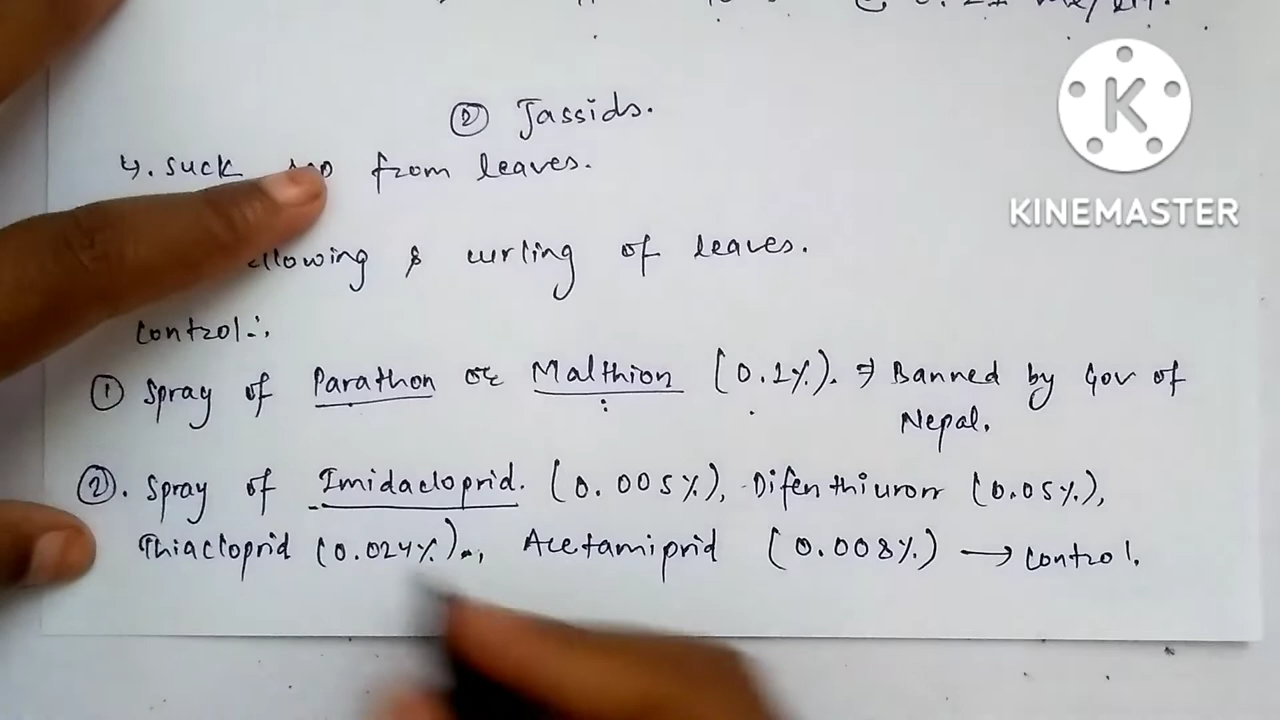 ② Jassids.
↳. suck from leaves.
llowing & curling of leaves.
Control:-
① Spray of Parathon or Malthion (0.1%). ⇒ Banned by Gov of
Nepal.
②. Spray of Imidacloprid. (0.005%), Difenthiuron (0.05%),
Thiacloprid (0.024%)., Acetamiprid (0.008%) → control.
K
KINEMASTER